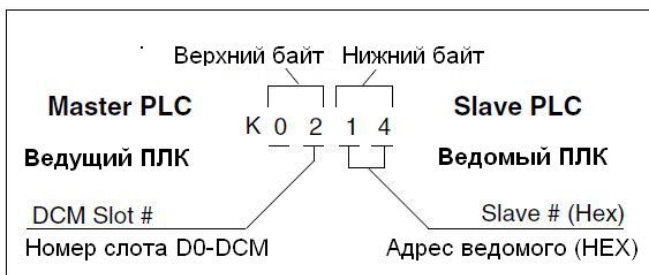 Верхний байт Нижний байт
Master PLC K 0 2 1 4 Slave PLC
Ведущий ПЛК Ведомый ПЛК
DCM Slot # Slave # (Hex)
Номер слота D0-DCM Адрес ведомого (HEX)